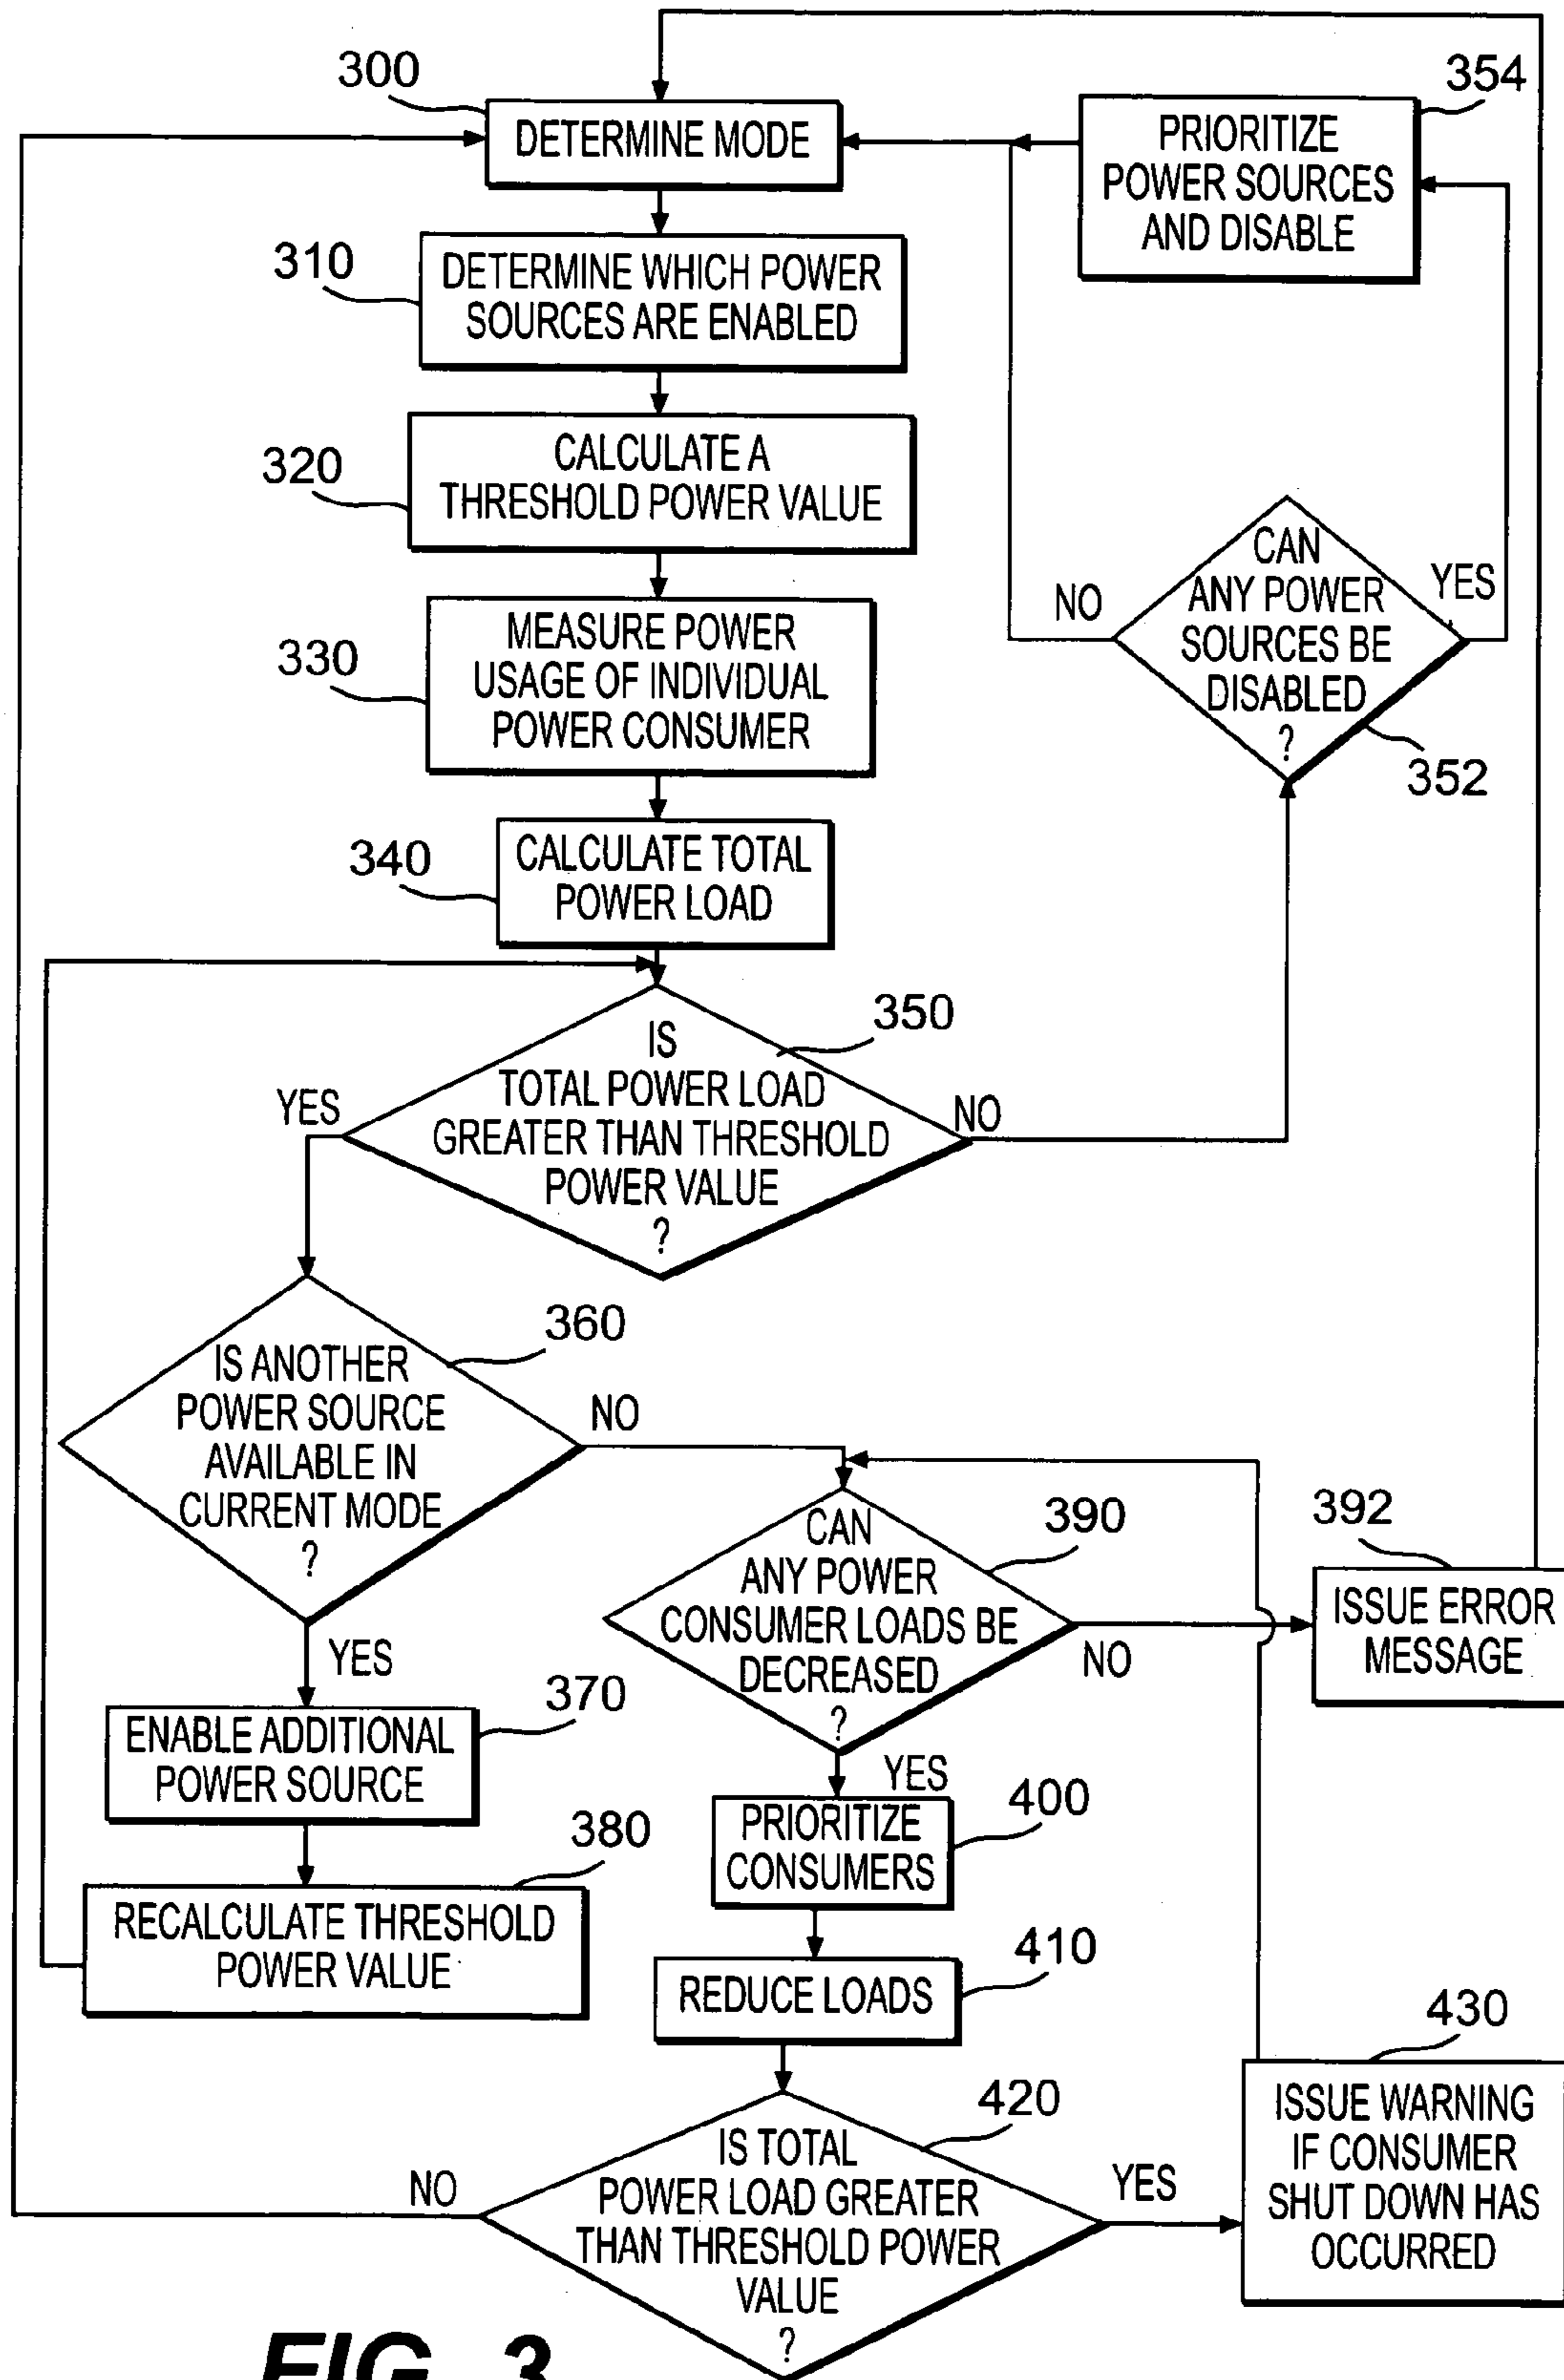 300
DETERMINE MODE
354
PRIORITIZE
POWER SOURCES
AND DISABLE
310
DETERMINE WHICH POWER
SOURCES ARE ENABLED
320
CALCULATE A
THRESHOLD POWER VALUE
330
MEASURE POWER
USAGE OF INDIVIDUAL
POWER CONSUMER
NO
CAN
ANY POWER
SOURCES BE
DISABLED
?
YES
352
340
CALCULATE TOTAL
POWER LOAD
350
IS
TOTAL POWER LOAD
GREATER THAN THRESHOLD
POWER VALUE
?
YES
NO
360
IS ANOTHER
POWER SOURCE
AVAILABLE IN
CURRENT MODE
?
NO
YES
390
CAN
ANY POWER
CONSUMER LOADS BE
DECREASED
?
NO
YES
392
ISSUE ERROR
MESSAGE
370
ENABLE ADDITIONAL
POWER SOURCE
380
RECALCULATE THRESHOLD
POWER VALUE
400
PRIORITIZE
CONSUMERS
410
REDUCE LOADS
420
IS TOTAL
POWER LOAD GREATER
THAN THRESHOLD POWER
VALUE
?
NO
YES
430
ISSUE WARNING
IF CONSUMER
SHUT DOWN HAS
OCCURRED
FIG. 3